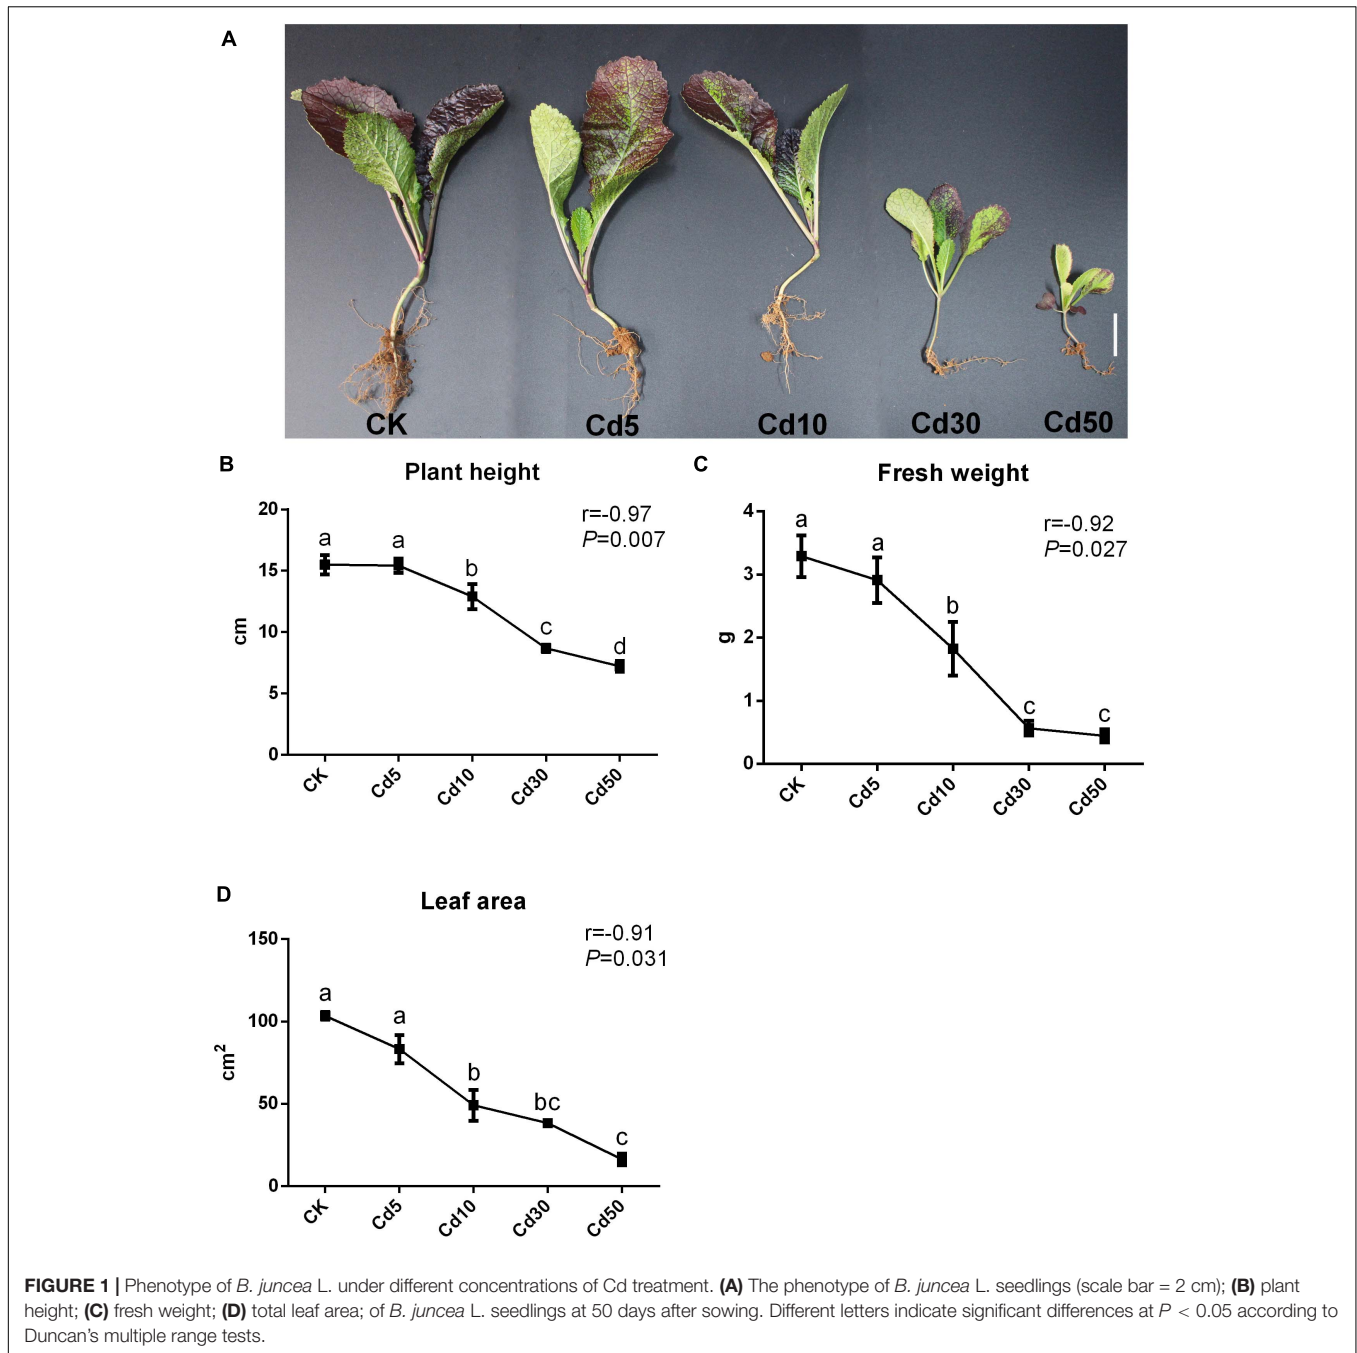 A
CK
Cd5
Cd10
Cd30
Cd50
B
Plant height
r=-0.97
P=0.007
20
15
10
5
0
cm
a
a
b
c
d
CK
Cd5
Cd10
Cd30
Cd50
C
Fresh weight
r=-0.92
P=0.027
4
3
2
1
0
g
a
a
b
c
c
CK
Cd5
Cd10
Cd30
Cd50
D
Leaf area
r=-0.91
P=0.031
150
100
50
0
cm²
a
a
b
bc
c
CK
Cd5
Cd10
Cd30
Cd50
FIGURE 1 | Phenotype of B. juncea L. under different concentrations of Cd treatment. (A) The phenotype of B. juncea L. seedlings (scale bar = 2 cm); (B) plant
height; (C) fresh weight; (D) total leaf area; of B. juncea L. seedlings at 50 days after sowing. Different letters indicate significant differences at P < 0.05 according to
Duncan's multiple range tests.